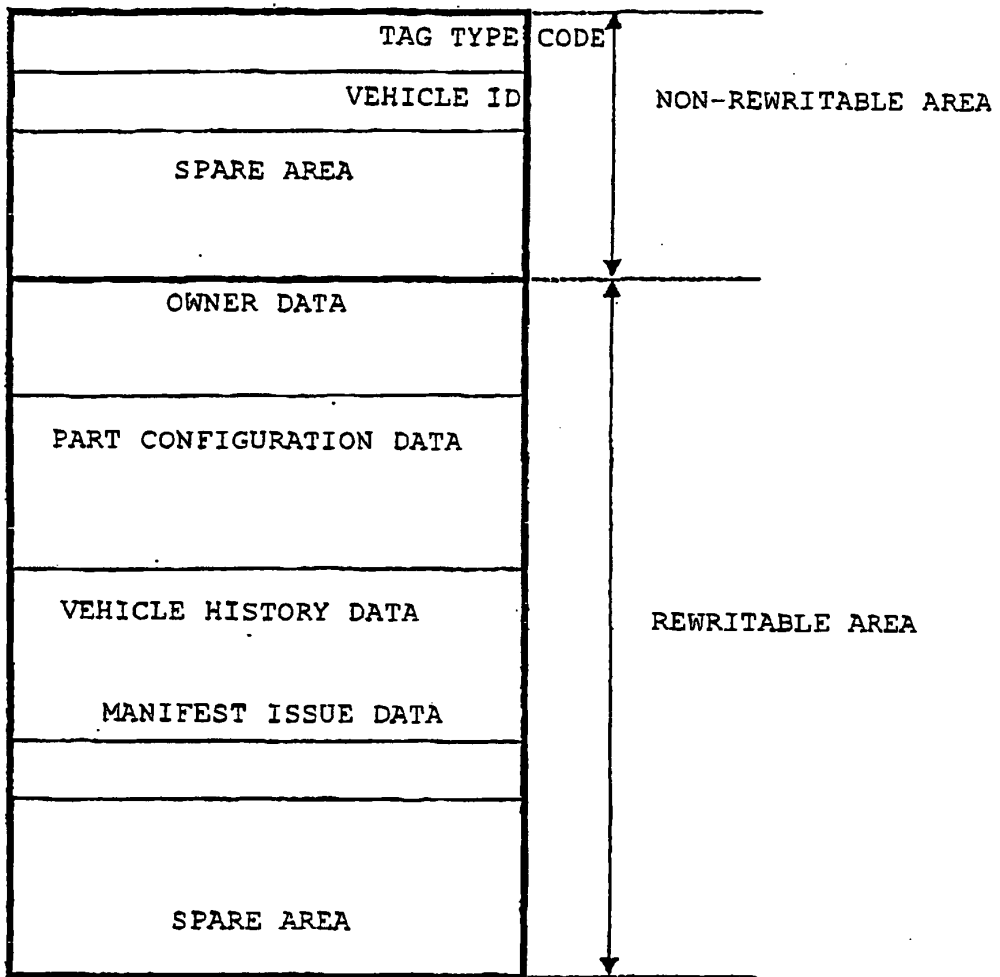 TAG TYPE CODE
VEHICLE ID
NON-REWRITABLE AREA
SPARE AREA
OWNER DATA
PART CONFIGURATION DATA
VEHICLE HISTORY DATA
REWRITABLE AREA
MANIFEST ISSUE DATA
SPARE AREA